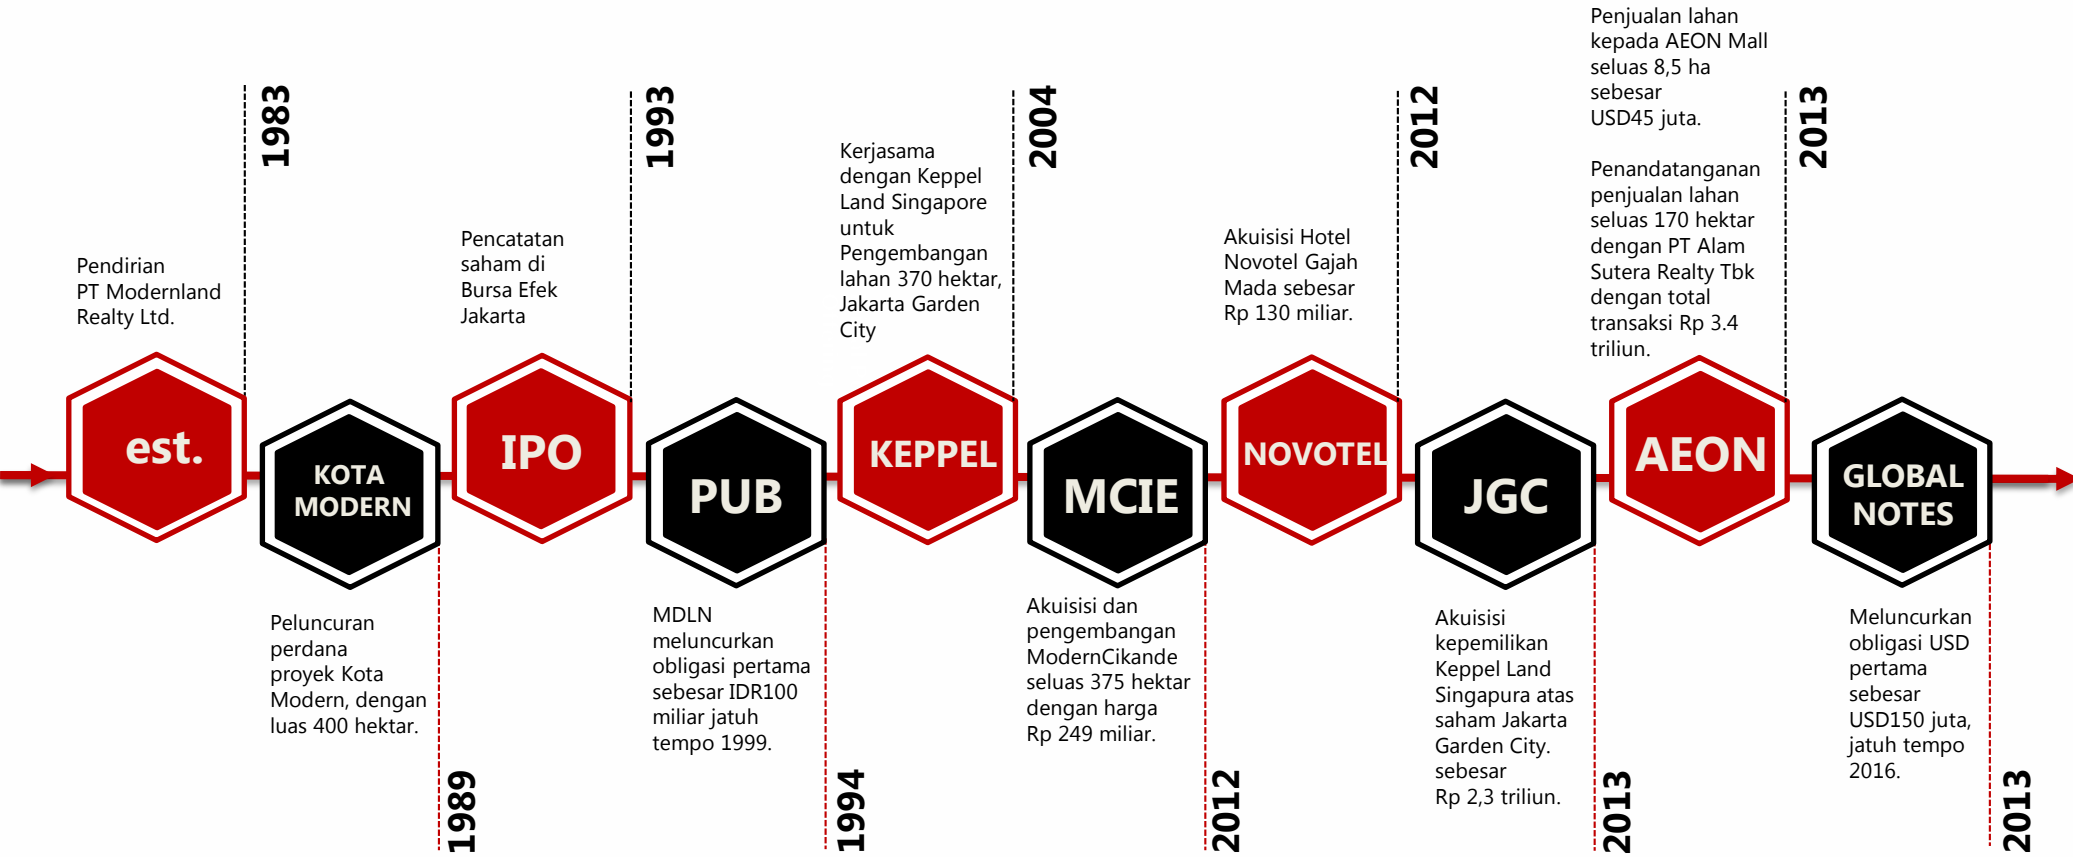 1983
Pendirian
PT Modernland
Realty Ltd.
est.
KOTA
MODERN
Peluncuran
perdana
proyek Kota
Modern, dengan
luas 400 hektar.
1989
1993
Pencatatan
saham di
Bursa Efek
Jakarta
IPO
PUB
MDLN
meluncurkan
obligasi pertama
sebesar IDR100
miliar jatuh
tempo 1999.
1994
2004
Kerjasama
dengan Keppel
Land Singapore
untuk
Pengembangan
lahan 370 hektar,
Jakarta Garden
City
KEPPEL
MCIE
Akuisisi dan
pengembangan
ModernCikande
seluas 375 hektar
dengan harga
Rp 249 miliar.
2012
2012
Akuisisi Hotel
Novotel Gajah
Mada sebesar
Rp 130 miliar.
NOVOTEL
JGC
Akuisisi
kepemilikan
Keppel Land
Singapura atas
saham Jakarta
Garden City.
sebesar
Rp 2,3 triliun.
2013
Penjualan lahan
kepada AEON Mall
seluas 8,5 ha
sebesar
USD45 juta.
2013
Penandatanganan
penjualan lahan
seluas 170 hektar
dengan PT Alam
Sutera Realty Tbk
dengan total
transaksi Rp 3.4
triliun.
AEON
GLOBAL
NOTES
Meluncurkan
obligasi USD
pertama
sebesar
USD150 juta,
jatuh tempo
2016.
2013